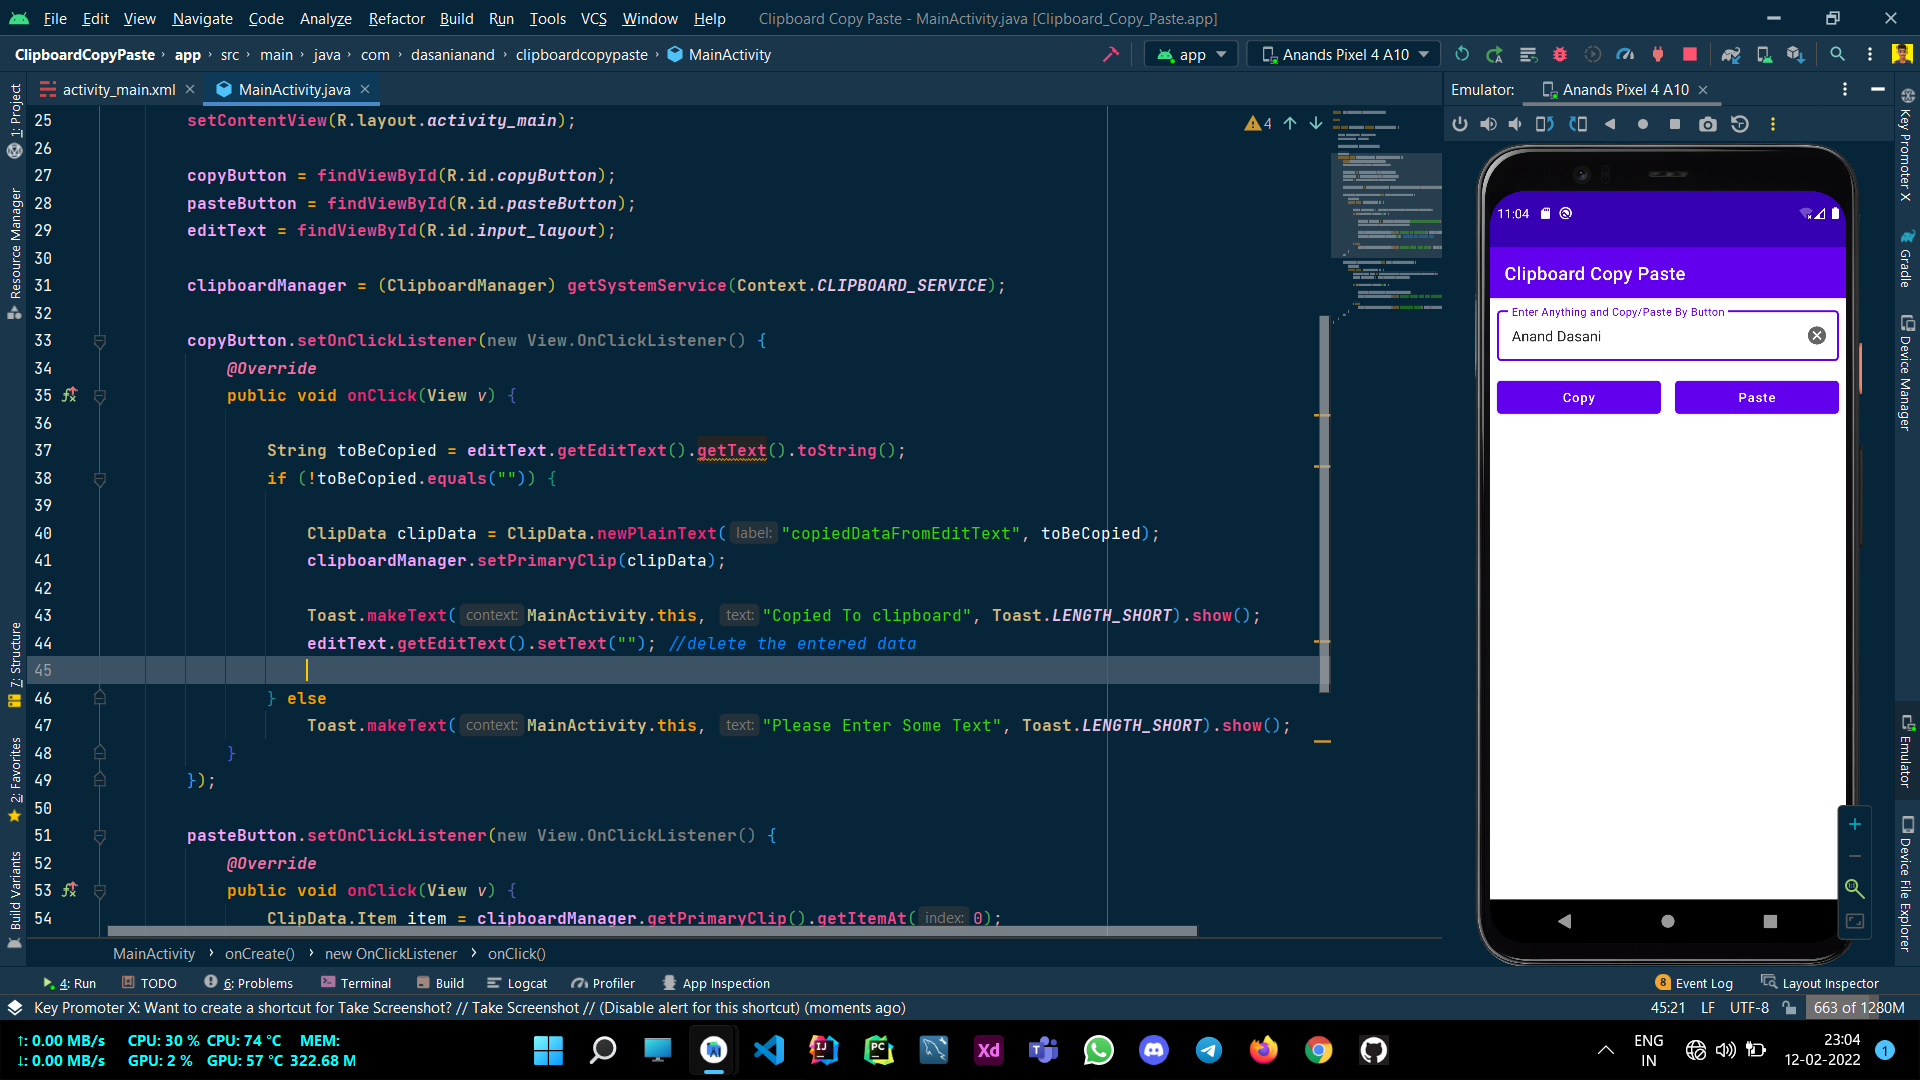 File Edit View Navigate Code Analyze Refactor Build Run Tools VCS Window Help Clipboard Copy Paste - MainActivity.java [Clipboard_Copy_Paste.app]
ClipboardCopyPaste › app › src › main › java › com › dasanianand › clipboardcopypaste › MainActivity app Anands Pixel 4 A10
activity_main.xml MainActivity.java
Emulator: Anands Pixel 4 A10
4
1: Project
Resource Manager
7: Structure
2: Favorites
Build Variants
25 setContentView(R.layout.activity_main);
26
27 copyButton = findViewById(R.id.copyButton);
28 pasteButton = findViewById(R.id.pasteButton);
29 editText = findViewById(R.id.input_layout);
30
31 clipboardManager = (ClipboardManager) getSystemService(Context.CLIPBOARD_SERVICE);
32
33 copyButton.setOnClickListener(new View.OnClickListener() {
34 @Override
35 public void onClick(View v) {
36
37 String toBeCopied = editText.getEditText().getText().toString();
38 if (!toBeCopied.equals("")) {
39
40 ClipData clipData = ClipData.newPlainText( label: "copiedDataFromEditText", toBeCopied);
41 clipboardManager.setPrimaryClip(clipData);
42
43 Toast.makeText( context: MainActivity.this, text: "Copied To clipboard", Toast.LENGTH_SHORT).show();
44 editText.getEditText().setText(""); //delete the entered data
45
46 } else
47 Toast.makeText( context: MainActivity.this, text: "Please Enter Some Text", Toast.LENGTH_SHORT).show();
48 }
49 });
50
51 pasteButton.setOnClickListener(new View.OnClickListener() {
52 @Override
53 public void onClick(View v) {
54 ClipData.Item item = clipboardManager.getPrimaryClip().getItemAt( index: 0);
11:04
Clipboard Copy Paste
Enter Anything and Copy/Paste By Button
Anand Dasani
Copy Paste
Key Promoter X
Gradle
Device Manager
Emulator
Device File Explorer
MainActivity › onCreate() › new OnClickListener › onClick()
4: Run TODO 6: Problems Terminal Build Logcat Profiler App Inspection 8 Event Log Layout Inspector
Key Promoter X: Want to create a shortcut for Take Screenshot? // Take Screenshot // (Disable alert for this shortcut) (moments ago) 45:21 LF UTF-8 663 of 1280M
↑: 0.00 MB/s CPU: 30 % CPU: 74 °C MEM:
↓: 0.00 MB/s GPU: 2 % GPU: 57 °C 322.68 M
ENG
IN
23:04
12-02-2022
1